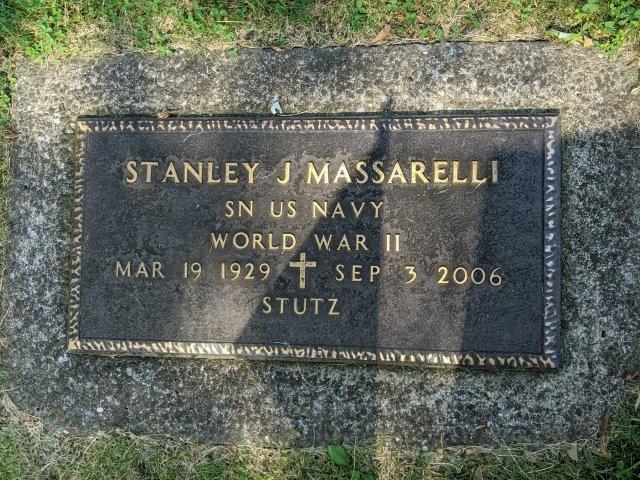 STANLEY J MASSARELLI
SN US NAVY
WORLD WAR II
MAR 19 1929 SEP 3 2006
STUTZ